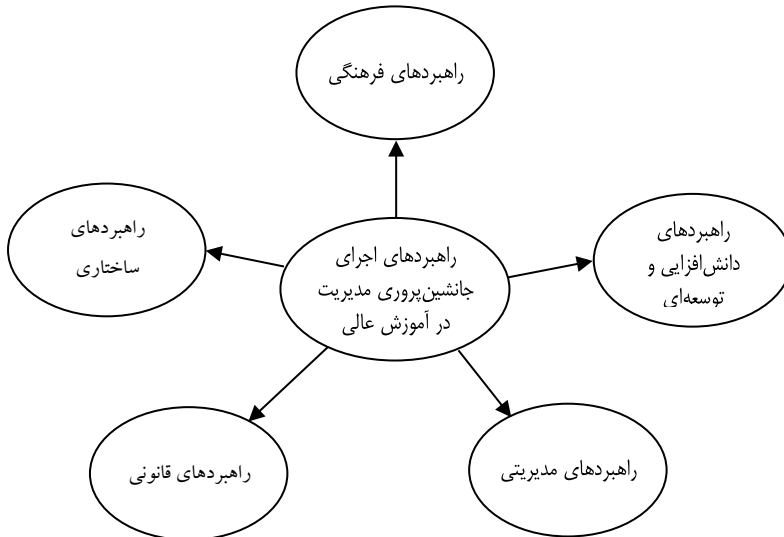 راهبردهای فرهنگی
راهبردهای
دانش‌افزایی و
توسعه‌ای
راهبردهای اجرای
جانشین‌پروری مدیریت
در آموزش عالی
راهبردهای
ساختاری
راهبردهای مدیریتی
راهبردهای قانونی